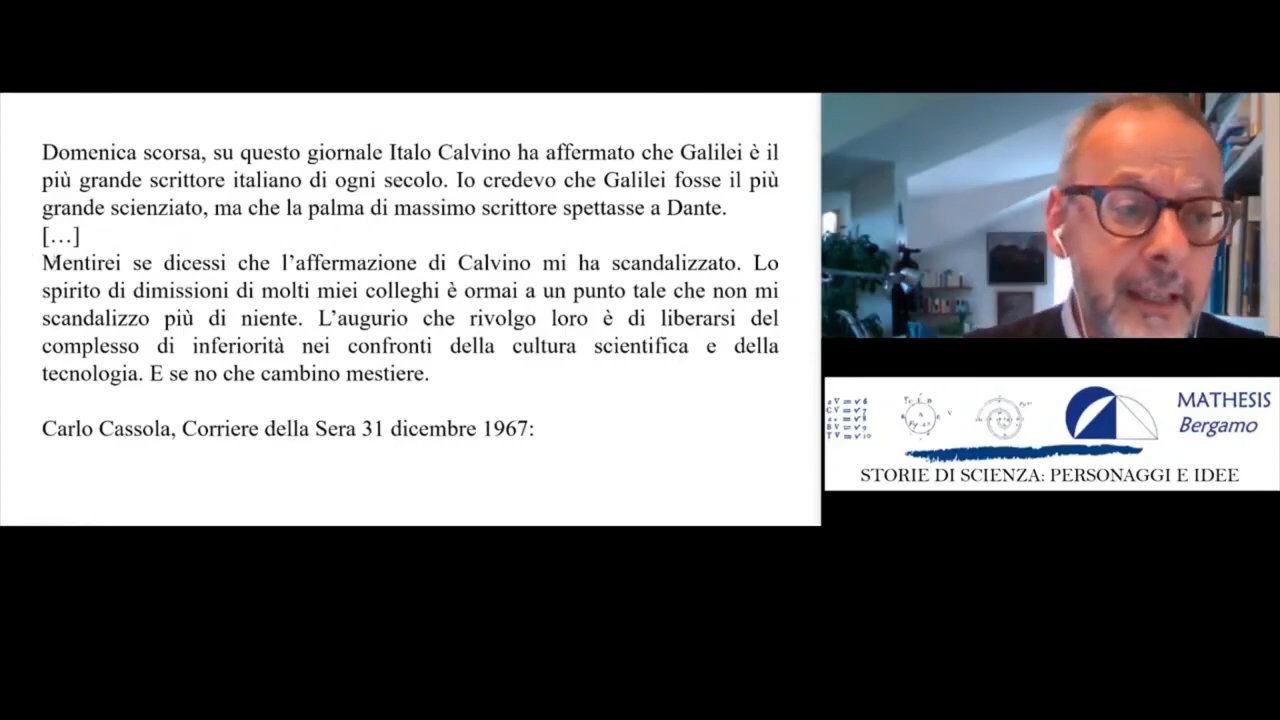 Domenica scorsa, su questo giornale Italo Calvino ha affermato che Galilei è il
più grande scrittore italiano di ogni secolo. Io credevo che Galilei fosse il più
grande scienziato, ma che la palma di massimo scrittore spettasse a Dante.
[…]
Mentirei se dicessi che l’affermazione di Calvino mi ha scandalizzato. Lo
spirito di dimissioni di molti miei colleghi è ormai a un punto tale che non mi
scandalizzo più di niente. L’augurio che rivolgo loro è di liberarsi del
complesso di inferiorità nei confronti della cultura scientifica e della
tecnologia. E se no che cambino mestiere.
Carlo Cassola, Corriere della Sera 31 dicembre 1967:
MATHESIS
Bergamo
STORIE DI SCIENZA: PERSONAGGI E IDEE